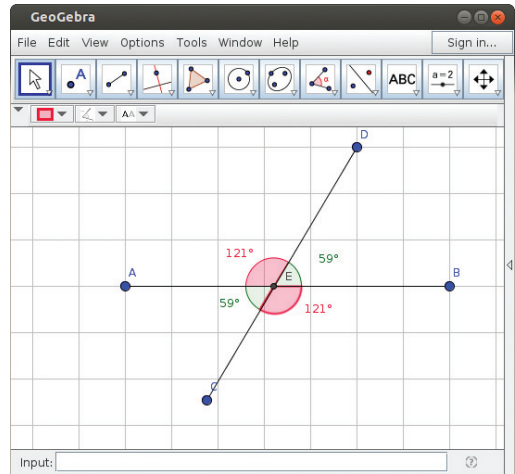 GeoGebra
File Edit View Options Tools Window Help Sign in...
A α ABC a=2
AA
D
121° 59°
A E B
59° 121°
C
Input: